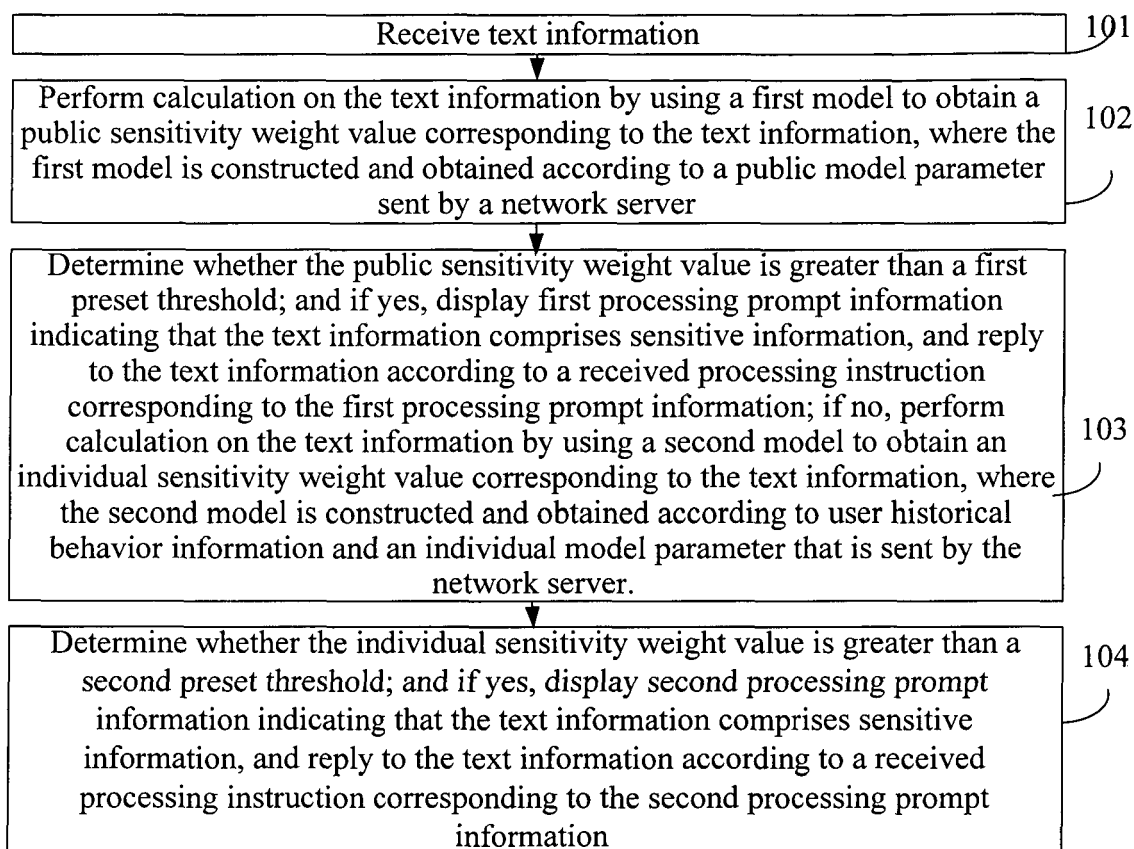 Receive text information
101
Perform calculation on the text information by using a first model to obtain a
public sensitivity weight value corresponding to the text information, where the
first model is constructed and obtained according to a public model parameter
sent by a network server
102
Determine whether the public sensitivity weight value is greater than a first
preset threshold; and if yes, display first processing prompt information
indicating that the text information comprises sensitive information, and reply
to the text information according to a received processing instruction
corresponding to the first processing prompt information; if no, perform
calculation on the text information by using a second model to obtain an
individual sensitivity weight value corresponding to the text information, where
the second model is constructed and obtained according to user historical
behavior information and an individual model parameter that is sent by the
network server.
103
Determine whether the individual sensitivity weight value is greater than a
second preset threshold; and if yes, display second processing prompt
information indicating that the text information comprises sensitive
information, and reply to the text information according to a received
processing instruction corresponding to the second processing prompt
information
104